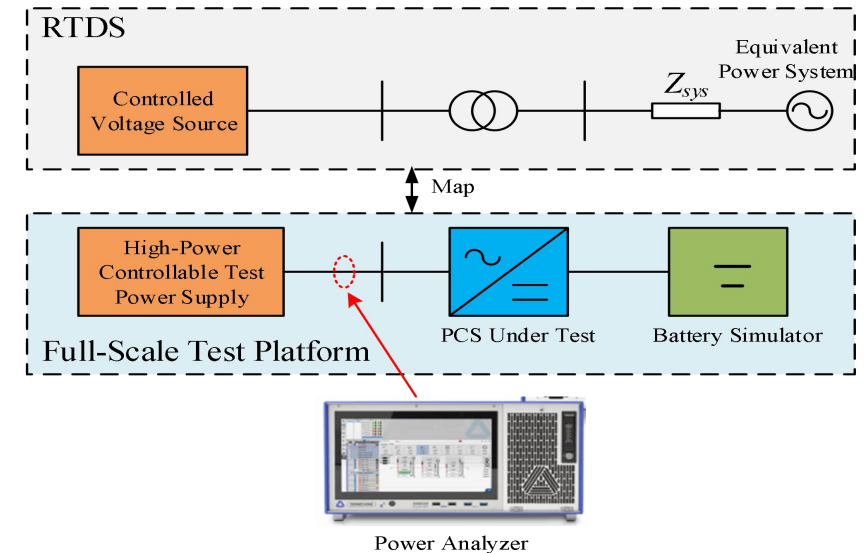 RTDS
Equivalent
Power System
Controlled
Voltage Source
Zsys
Map
High-Power
Controllable Test
Power Supply
PCS Under Test
Battery Simulator
Full-Scale Test Platform
Power Analyzer